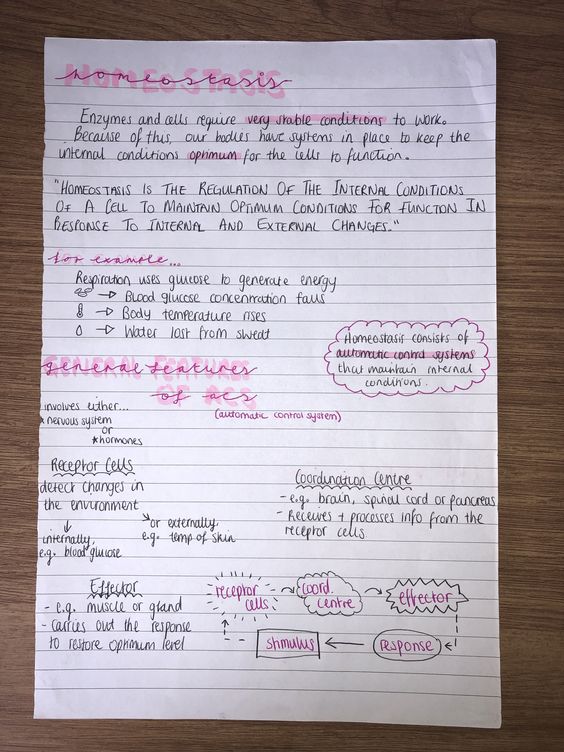 homeostasis
Enzymes and cells require very stable conditions to work.
Because of this, our bodies have systems in place to keep the
internal conditions optimum for the cells to function.
"HOMEOSTASIS IS THE REGULATION OF THE INTERNAL CONDITIONS
OF A CELL TO MAINTAIN OPTIMUM CONDITIONS FOR FUNCTION IN
RESPONSE TO INTERNAL AND EXTERNAL CHANGES."
for example...
Respiration uses glucose to generate energy
→ Blood glucose concentration falls
→ Body temperature rises
→ Water lost from sweat
Homeostasis consists of
automatic control systems
that maintain internal
conditions.
general features
of acs
(automatic control system)
involves either...
*nervous system
or
*hormones
Receptor Cells
detect changes in
the environment
↓
internally,
e.g. blood glucose
↘ or externally,
e.g. temp of skin
Coordination Centre
- e.g. brain, spinal cord or pancreas
- Receives + processes info from the
receptor cells
Effector
- e.g. muscle or gland
- carries out the response
to restore optimum level
receptor
cells
coord.
centre
effector
response
stimulus